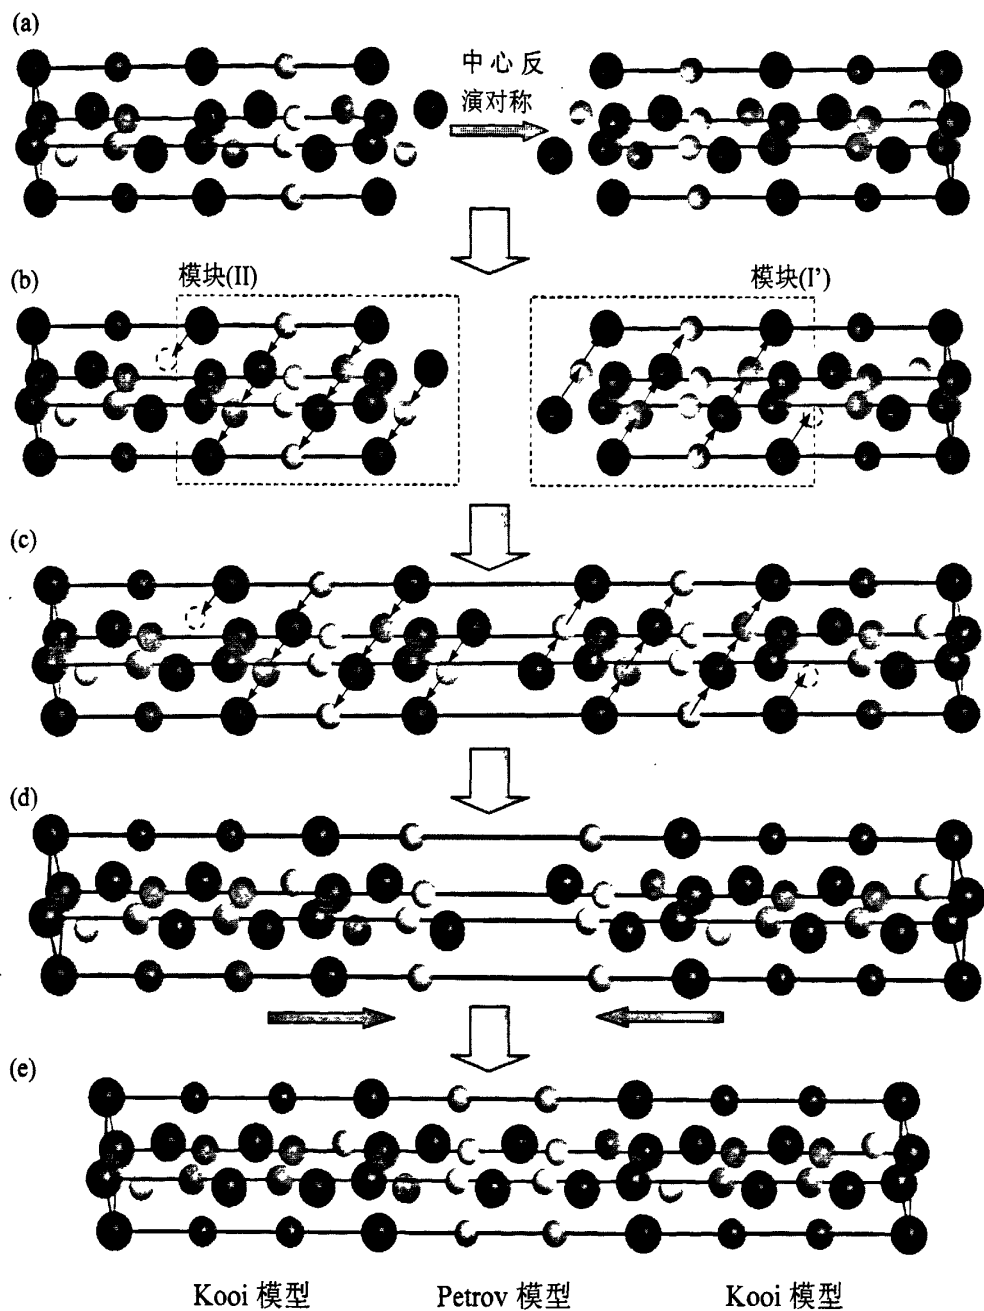 (a)
中心反
演对称
(b)
模块(II)
模块(I')
(c)
(d)
(e)
Kooi 模型
Petrov 模型
Kooi 模型